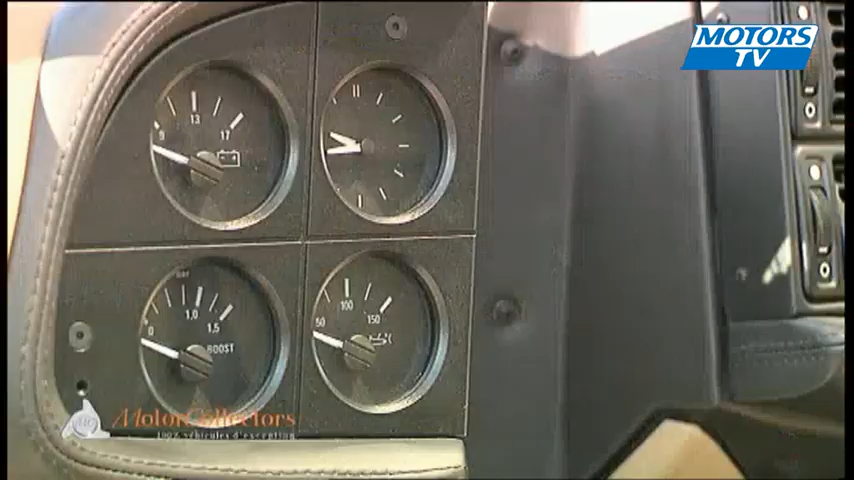 MOTORS
TV
13
9
17
bar
1,0
0
1,5
BOOST
100
50
150
MotorCollectors
100% véhicules d'exception